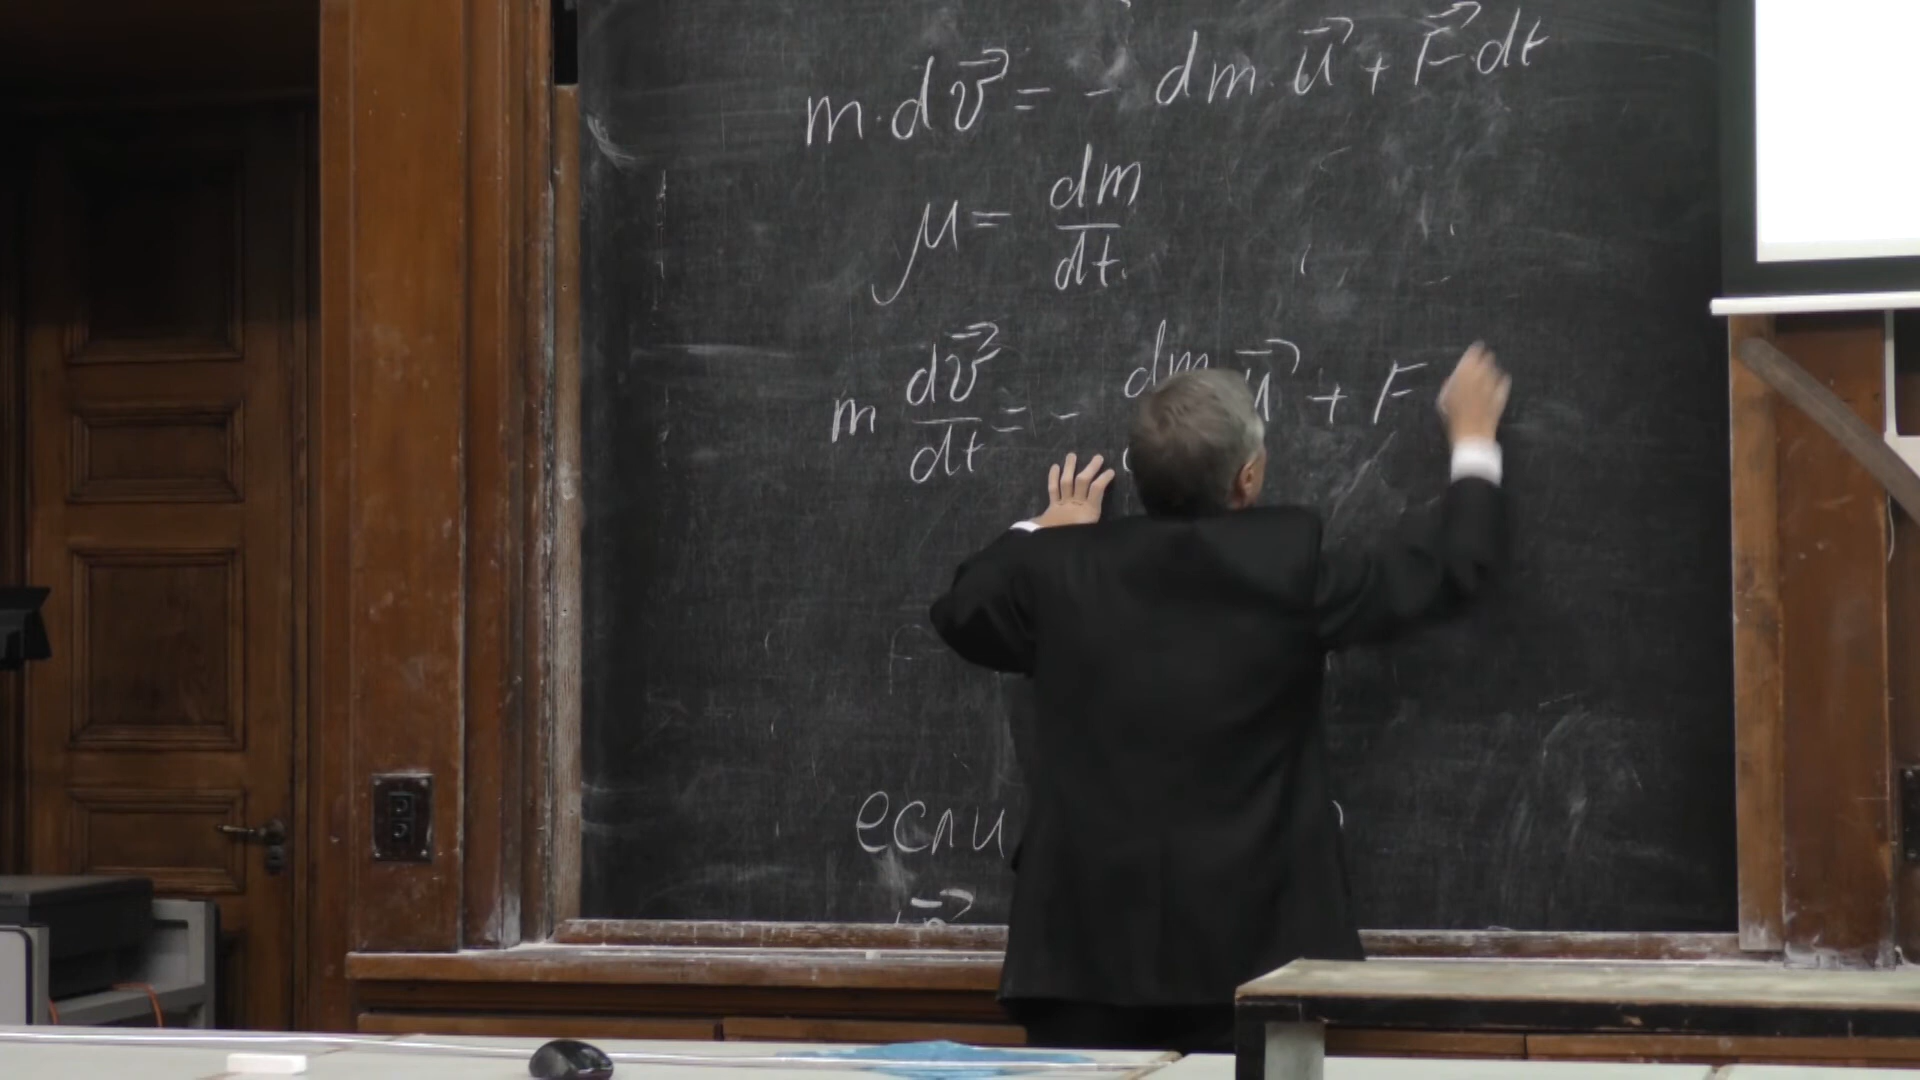 m·dv⃗ = - dm·u⃗ + F⃗·dt
μ = dm/dt
m dv⃗/dt = - dm u⃗ + F
если